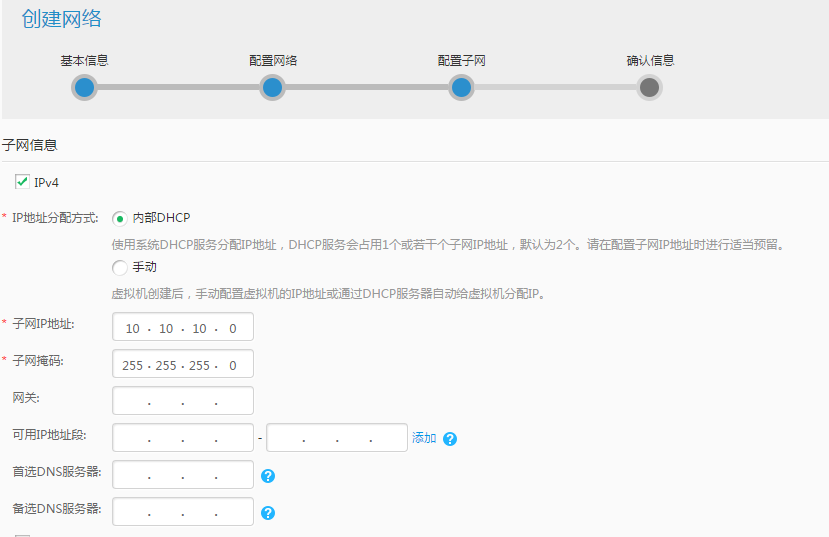 创建网络
基本信息 配置网络 配置子网 确认信息
子网信息
IPv4
* IP地址分配方式: 内部DHCP
使用系统DHCP服务分配IP地址，DHCP服务会占用1个或若干个子网IP地址，默认为2个。请在配置子网IP地址时进行适当预留。
手动
虚拟机创建后，手动配置虚拟机的IP地址或通过DHCP服务器自动给虚拟机分配IP。
* 子网IP地址: 10 . 10 . 10 . 0
* 子网掩码: 255 . 255 . 255 . 0
网关: . . .
可用IP地址段: . . . - . . . 添加 ?
首选DNS服务器: . . . ?
备选DNS服务器: . . . ?